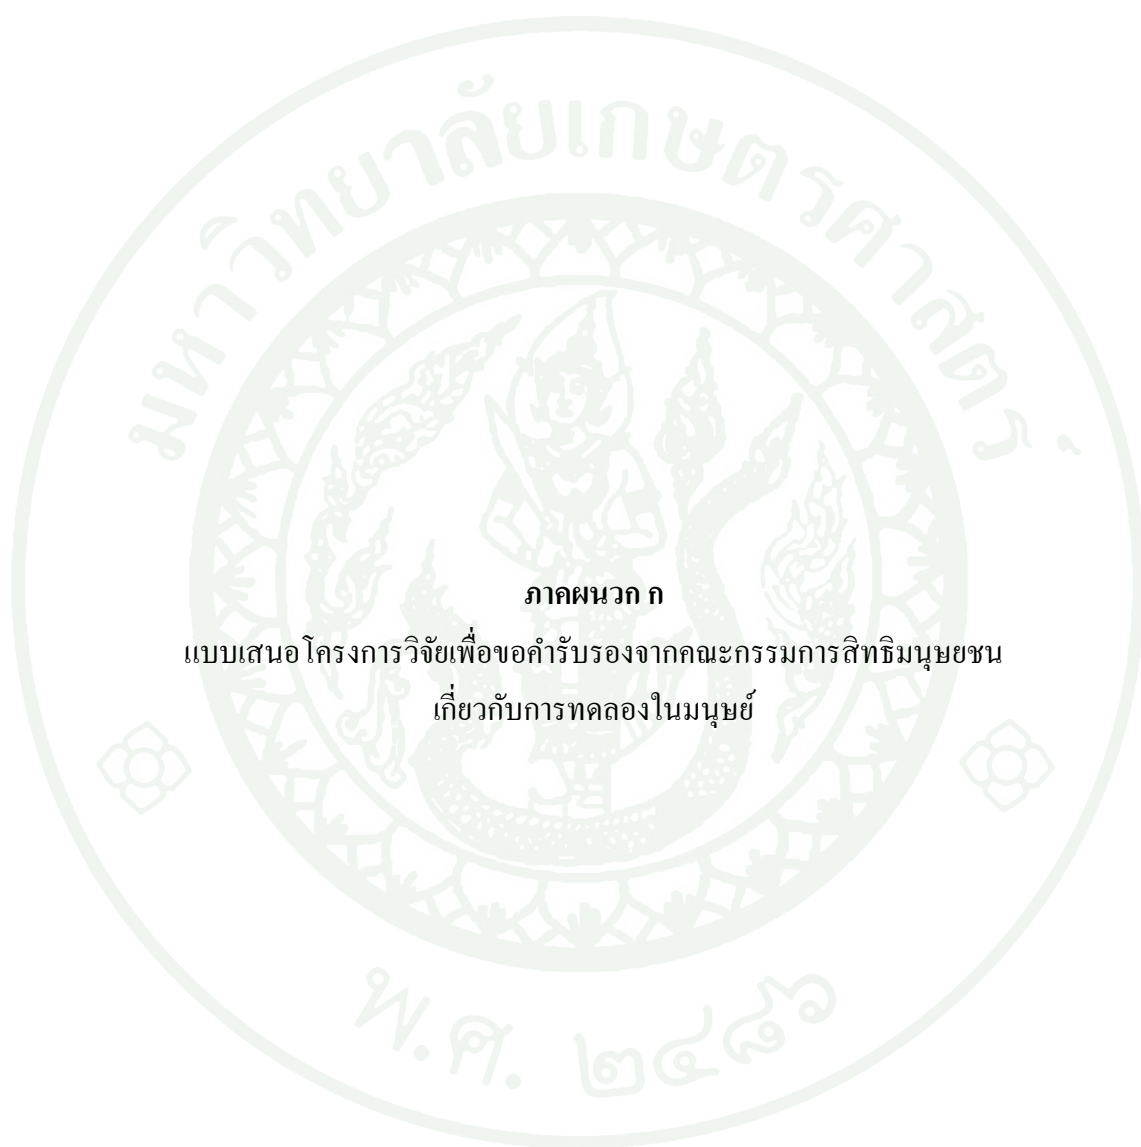 มหาวิทยาลัยเกษตรศาสตร์
ภาคผนวก ก
แบบเสนอโครงการวิจัยเพื่อขอคำรับรองจากคณะกรรมการสิทธิมนุษยชน
เกี่ยวกับการทดลองในมนุษย์
พ.ศ. ๒๔๘๖